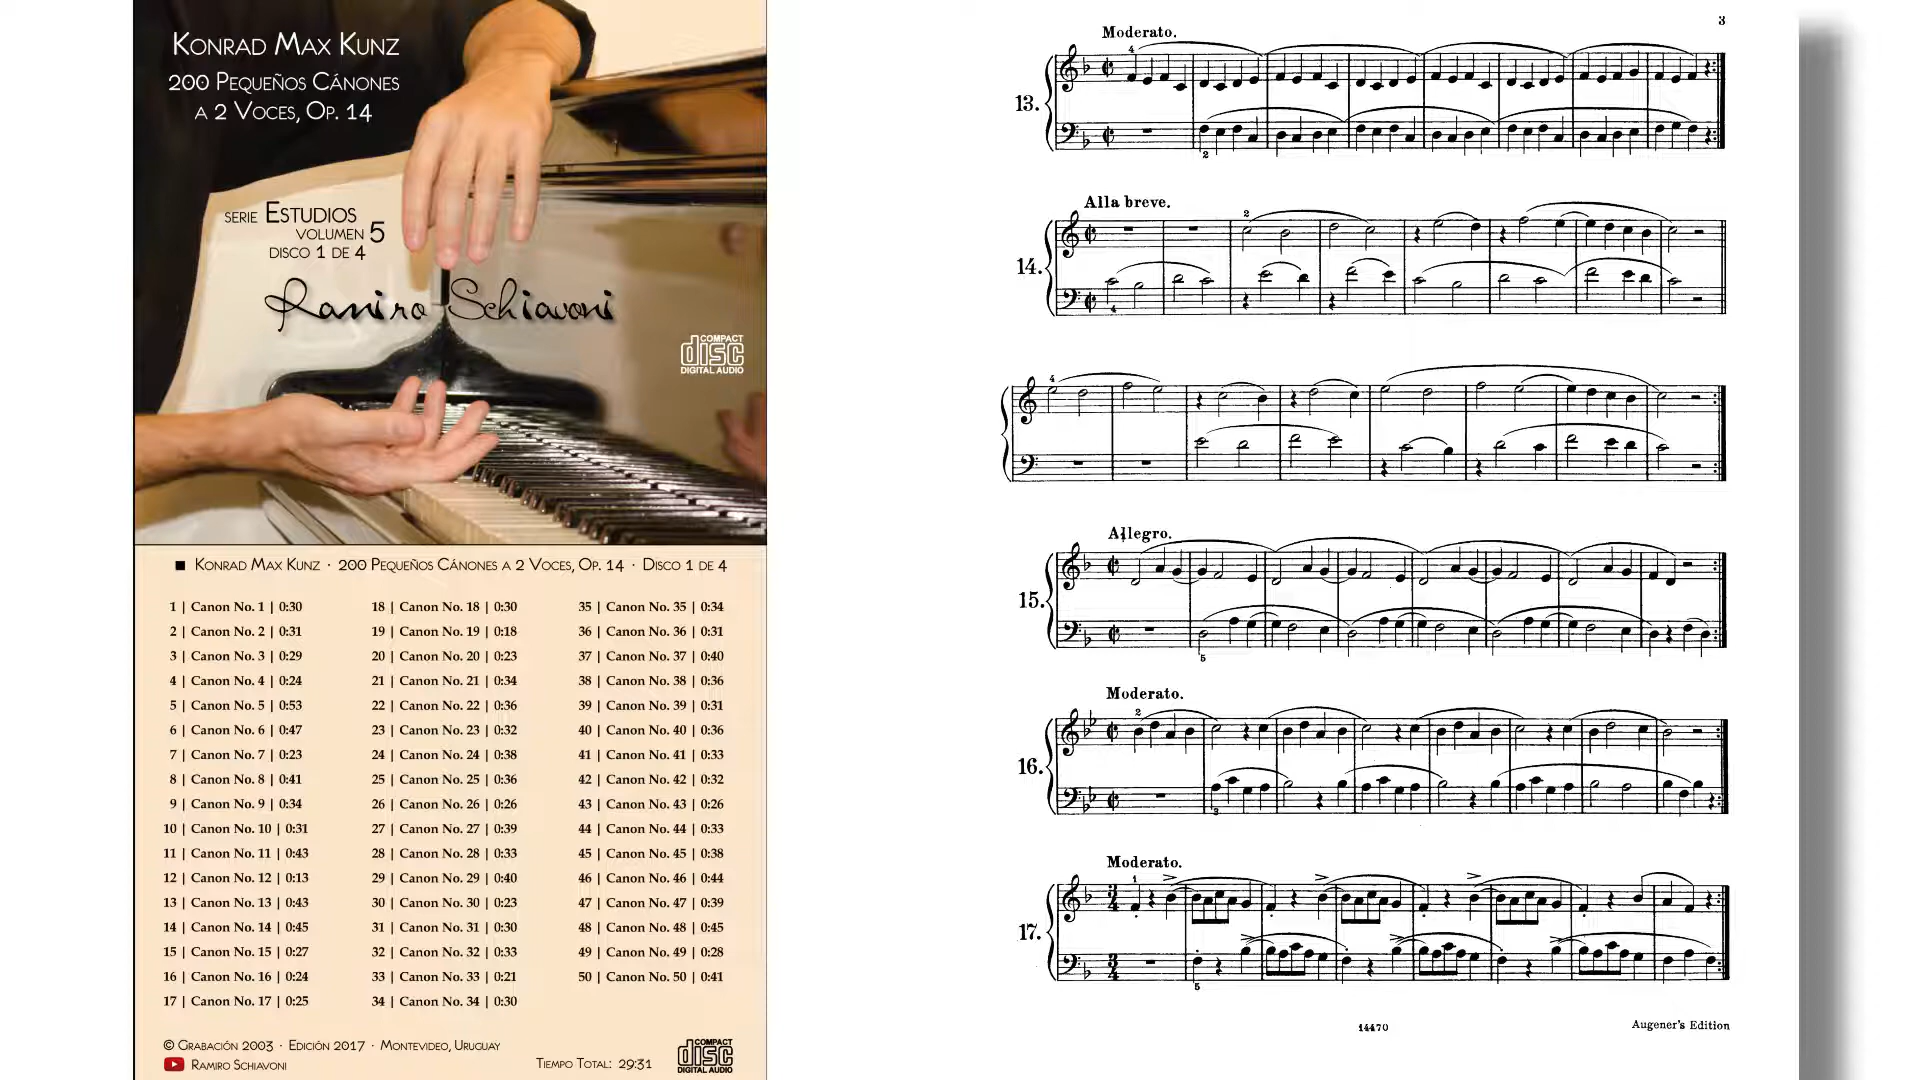 KONRAD MAX KUNZ
200 PEQUEÑOS CÁNONES
A 2 VOCES, OP. 14
SERIE ESTUDIOS
VOLUMEN 5
DISCO 1 DE 4
Ramiro Schiavoni
COMPACT
disc
DIGITAL AUDIO
■ KONRAD MAX KUNZ · 200 PEQUEÑOS CÁNONES A 2 VOCES, OP. 14 · DISCO 1 DE 4
1 | Canon No. 1 | 0:30
2 | Canon No. 2 | 0:31
3 | Canon No. 3 | 0:29
4 | Canon No. 4 | 0:24
5 | Canon No. 5 | 0:53
6 | Canon No. 6 | 0:47
7 | Canon No. 7 | 0:23
8 | Canon No. 8 | 0:41
9 | Canon No. 9 | 0:34
10 | Canon No. 10 | 0:31
11 | Canon No. 11 | 0:43
12 | Canon No. 12 | 0:13
13 | Canon No. 13 | 0:43
14 | Canon No. 14 | 0:45
15 | Canon No. 15 | 0:27
16 | Canon No. 16 | 0:24
17 | Canon No. 17 | 0:25
18 | Canon No. 18 | 0:30
19 | Canon No. 19 | 0:18
20 | Canon No. 20 | 0:23
21 | Canon No. 21 | 0:34
22 | Canon No. 22 | 0:36
23 | Canon No. 23 | 0:32
24 | Canon No. 24 | 0:38
25 | Canon No. 25 | 0:36
26 | Canon No. 26 | 0:26
27 | Canon No. 27 | 0:39
28 | Canon No. 28 | 0:33
29 | Canon No. 29 | 0:40
30 | Canon No. 30 | 0:23
31 | Canon No. 31 | 0:30
32 | Canon No. 32 | 0:33
33 | Canon No. 33 | 0:21
34 | Canon No. 34 | 0:30
35 | Canon No. 35 | 0:34
36 | Canon No. 36 | 0:31
37 | Canon No. 37 | 0:40
38 | Canon No. 38 | 0:36
39 | Canon No. 39 | 0:31
40 | Canon No. 40 | 0:36
41 | Canon No. 41 | 0:33
42 | Canon No. 42 | 0:32
43 | Canon No. 43 | 0:26
44 | Canon No. 44 | 0:33
45 | Canon No. 45 | 0:38
46 | Canon No. 46 | 0:44
47 | Canon No. 47 | 0:39
48 | Canon No. 48 | 0:45
49 | Canon No. 49 | 0:28
50 | Canon No. 50 | 0:41
© GRABACIÓN 2003 · EDICIÓN 2017 · MONTEVIDEO, URUGUAY
RAMIRO SCHIAVONI
TIEMPO TOTAL: 29:31
COMPACT
disc
DIGITAL AUDIO
3
Moderato.
13.
Alla breve.
14.
Allegro.
15.
Moderato.
16.
Moderato.
17.
14470
Augener's Edition